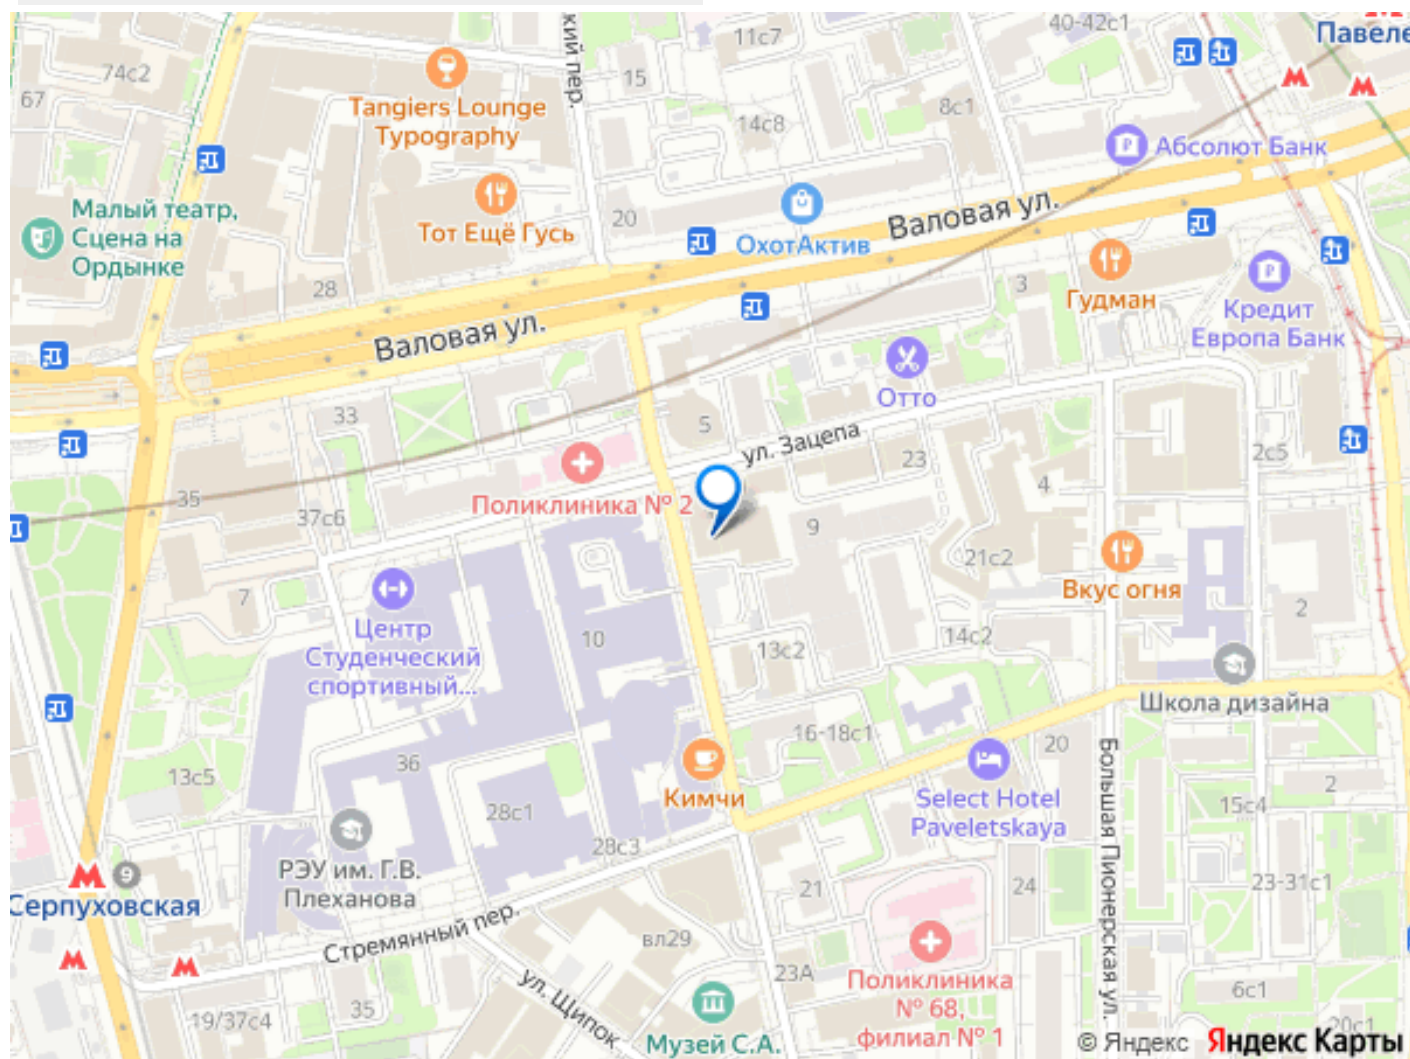 40-42с1
Павеле
11с7
кий пер.
74с2
15
67
Tangiers Lounge
Typography
8с1
14с8
Абсолют Банк
Малый театр,
Сцена на
Ордынке
Тот Ещё Гусь
20
ОхотАктив
Валовая ул.
28
3
Гудман
Кредит
Европа Банк
Валовая ул.
Отто
33
5
ул. Зацепа
23
2с5
35
37с6
Поликлиника № 2
9
4
21с2
Вкус огня
7
Центр
Студенческий
спортивный...
10
13с2
14с2
2
Школа дизайна
16-18с1
20
13с5
36
Кимчи
Select Hotel
Paveletskaya
Большая Пионерская ул.
2
15с4
28с1
28с3
РЭУ им. Г.В.
Плеханова
9
Серпуховская
21
24
23-31с1
Стремянный пер.
вл29
ул. Щипок
23А
Поликлиника
№ 68,
филиал № 1
6с1
19/37с4
35
Музей С.А.
20с1
© Яндекс Яндекс Карты